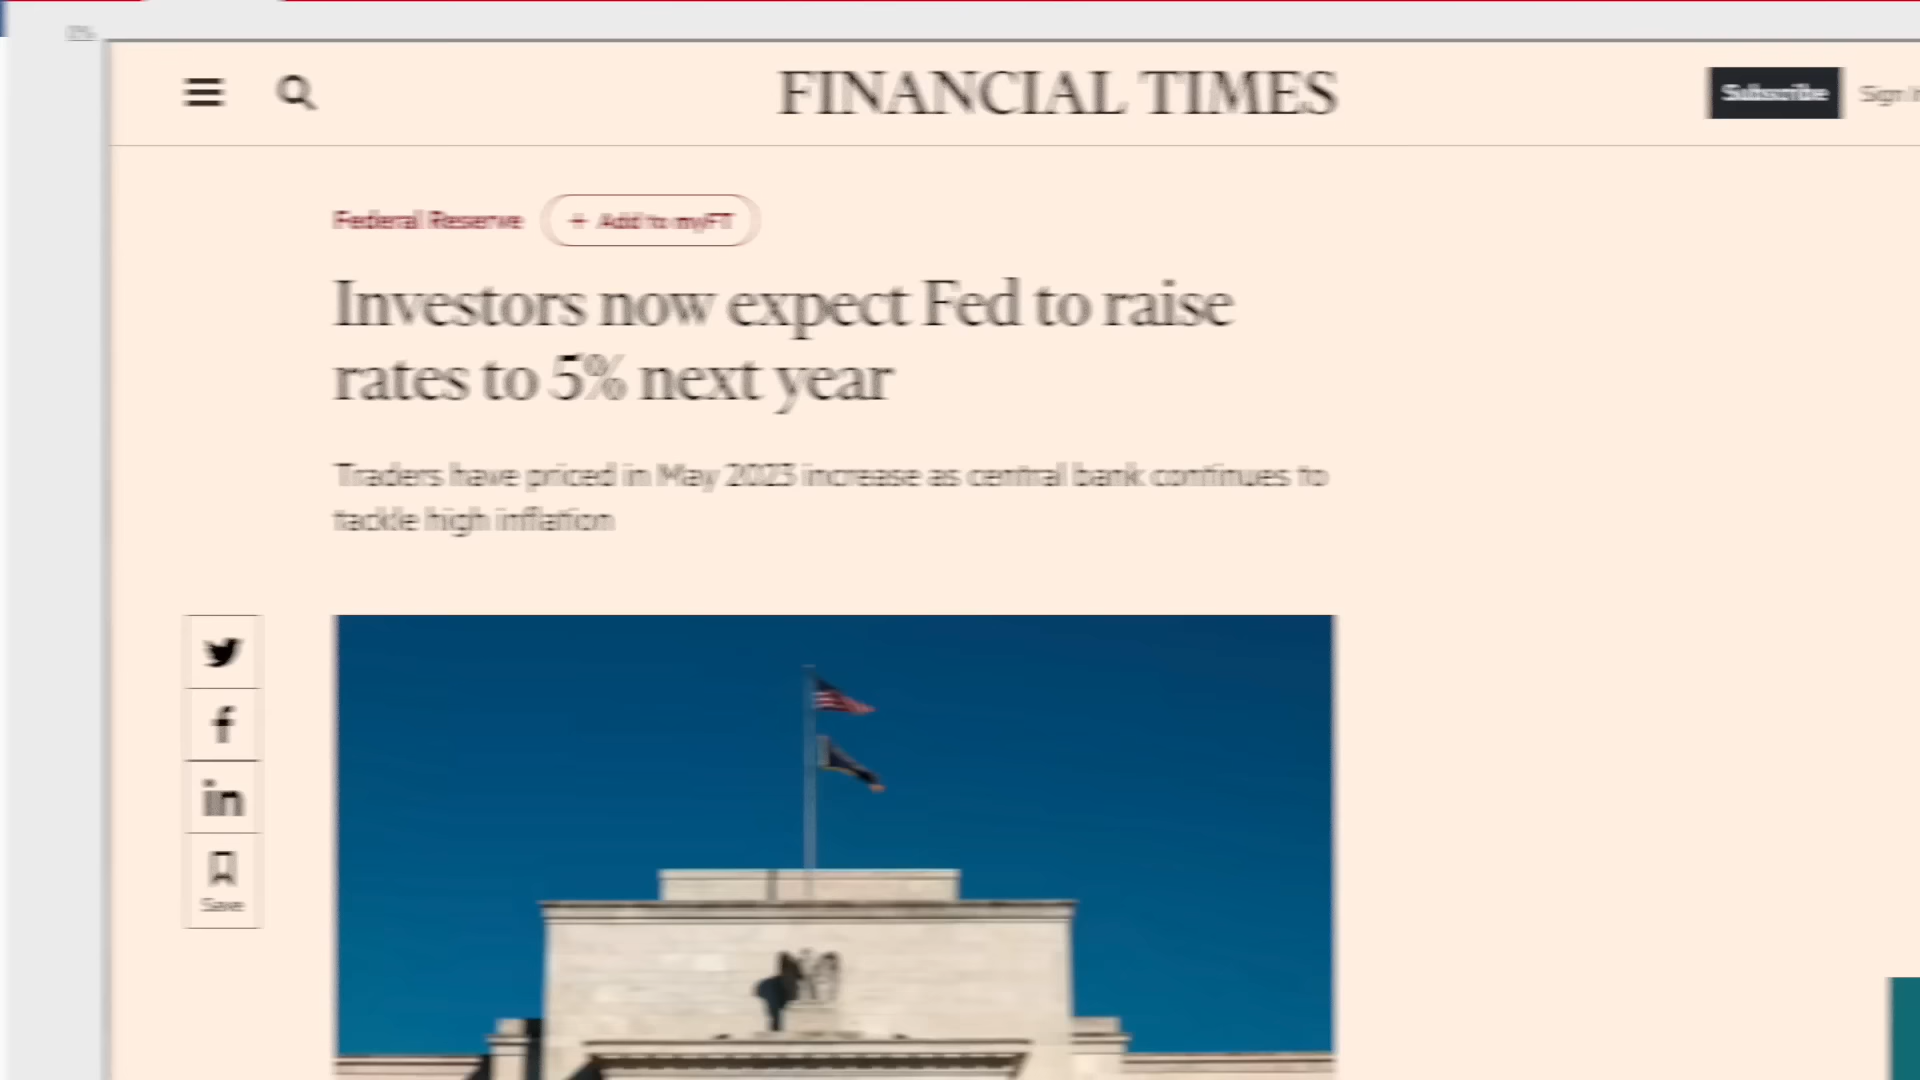 FINANCIAL TIMES
Subscribe
Sign I
Federal Reserve
+ Add to myFT
Investors now expect Fed to raise
rates to 5% next year
Traders have priced in May 2023 increase as central bank continues to
tackle high inflation
f
in
Save